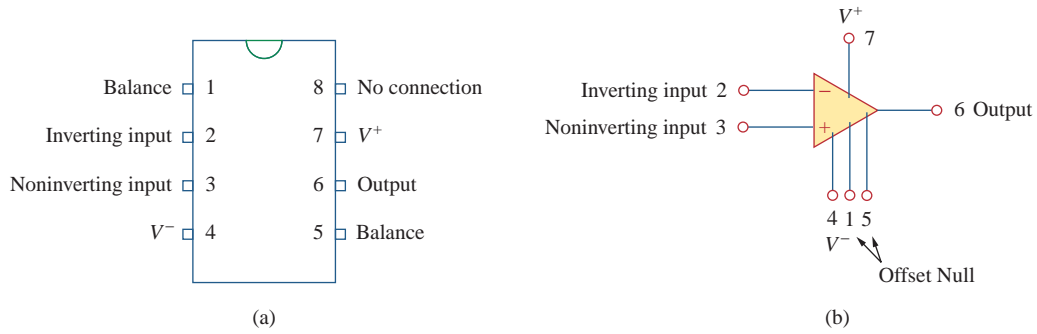 Balance 1 8 No connection
Inverting input 2 7 V⁺
Noninverting input 3 6 Output
V⁻ 4 5 Balance
(a)
V⁺
7
Inverting input 2 −
Noninverting input 3 +
6 Output
4 1 5
V⁻
Offset Null
(b)